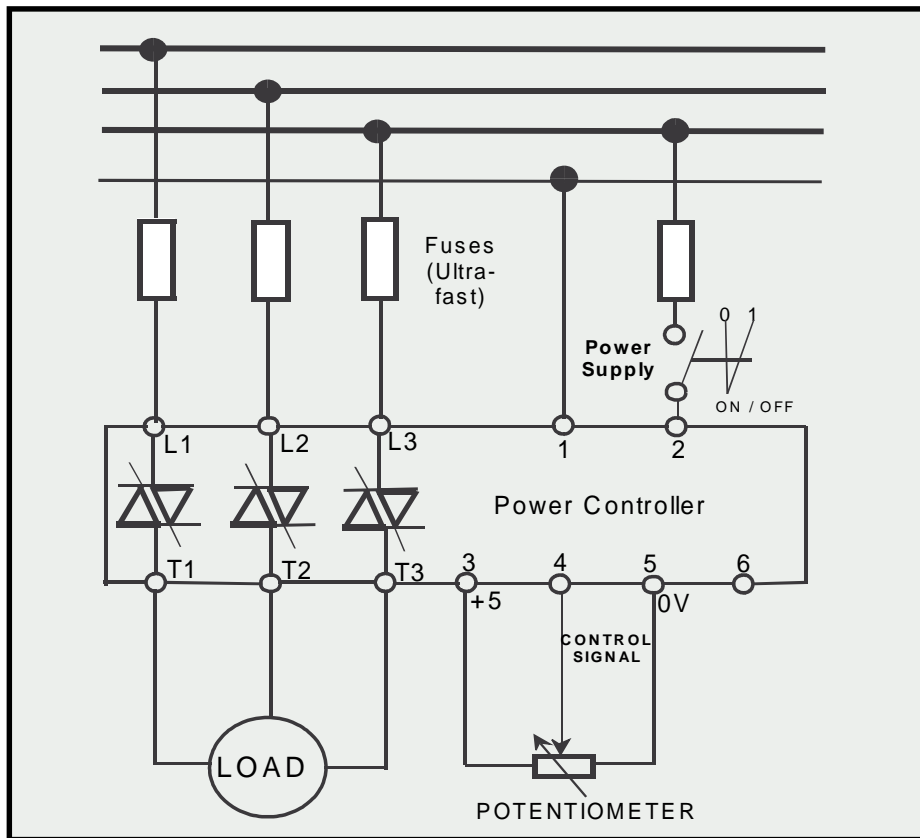 Fuses
(Ultra-
fast)
0 1
Power
Supply
ON / OFF
L1
L2
L3
1
2
Power Controller
T1
T2
T3
3
4
5
6
+5
0V
CONTROL
SIGNAL
LOAD
POTENTIOMETER